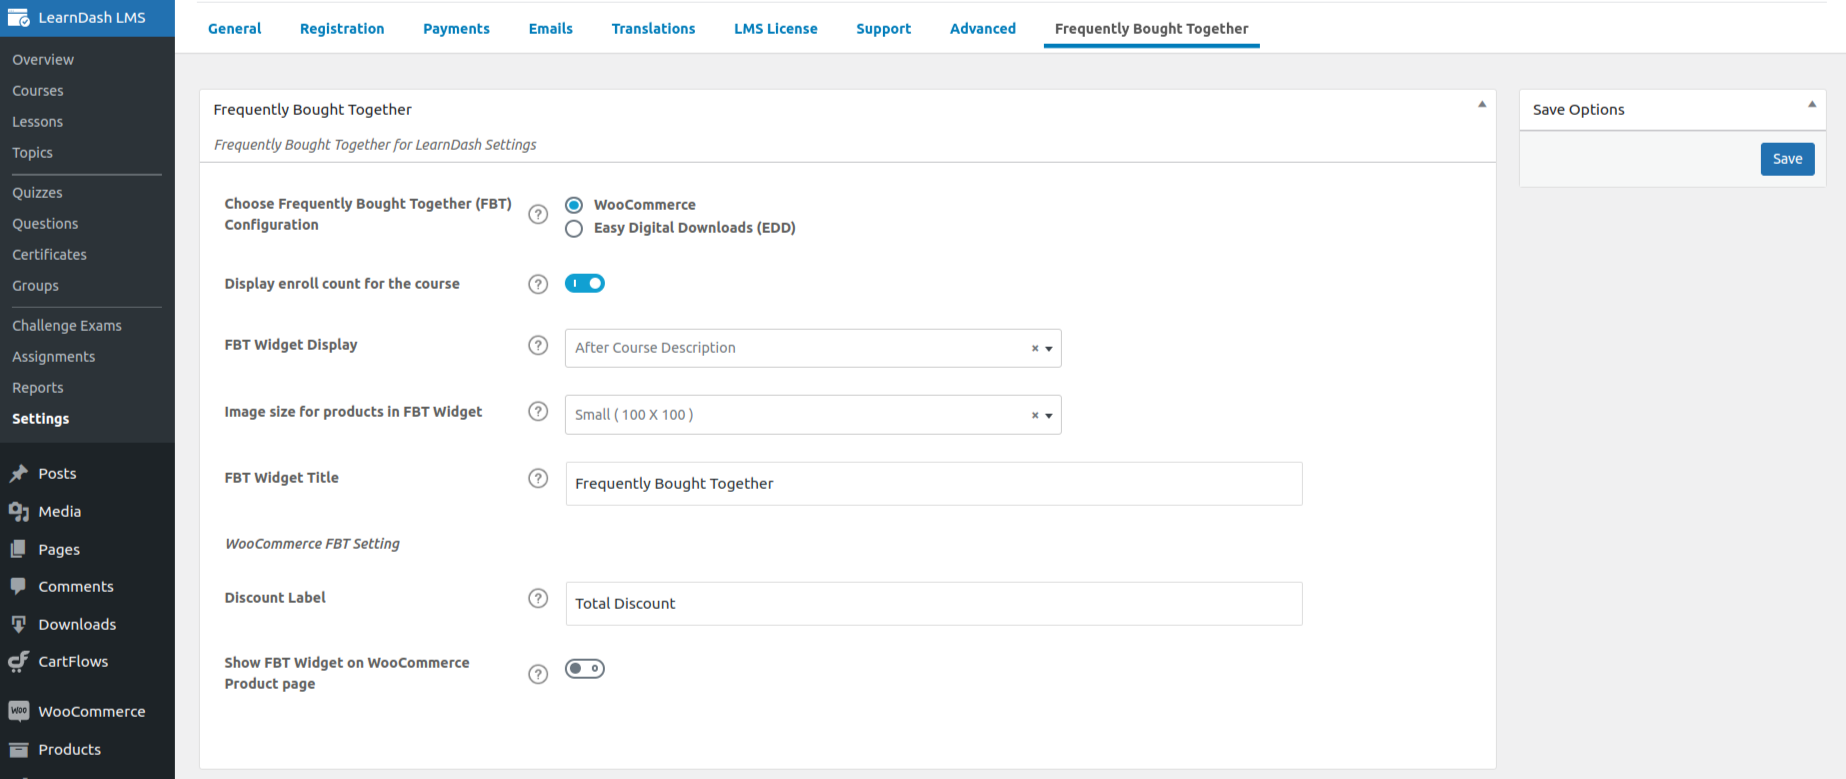 LearnDash LMS
Overview
Courses
Lessons
Topics
Quizzes
Questions
Certificates
Groups
Challenge Exams
Assignments
Reports
Settings
Posts
Media
Pages
Comments
Downloads
CartFlows
WooCommerce
Products
General Registration Payments Emails Translations LMS License Support Advanced Frequently Bought Together
Frequently Bought Together
Frequently Bought Together for LearnDash Settings
Choose Frequently Bought Together (FBT)
Configuration
? WooCommerce
Easy Digital Downloads (EDD)
Display enroll count for the course ?
FBT Widget Display ? After Course Description ×
Image size for products in FBT Widget ? Small ( 100 X 100 ) ×
FBT Widget Title ? Frequently Bought Together
WooCommerce FBT Setting
Discount Label ? Total Discount
Show FBT Widget on WooCommerce
Product page ?
Save Options
Save